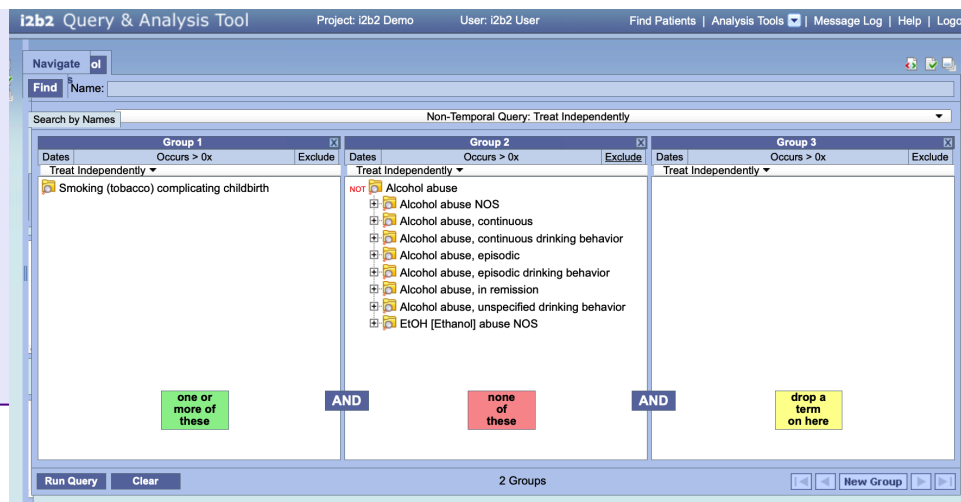 i2b2 Query & Analysis Tool Project: i2b2 Demo User: i2b2 User Find Patients | Analysis Tools | Message Log | Help | Logo
Navigate ol
s
Find Name:
Search by Names Non-Temporal Query: Treat Independently
Group 1 X Group 2 X Group 3 X
Dates Occurs > 0x Exclude Dates Occurs > 0x Exclude Dates Occurs > 0x Exclude
Treat Independently Treat Independently Treat Independently
Smoking (tobacco) complicating childbirth NOT Alcohol abuse
Alcohol abuse NOS
Alcohol abuse, continuous
Alcohol abuse, continuous drinking behavior
Alcohol abuse, episodic
Alcohol abuse, episodic drinking behavior
Alcohol abuse, in remission
Alcohol abuse, unspecified drinking behavior
EtOH [Ethanol] abuse NOS
one or none drop a
more of AND of AND term
these these on here
Run Query Clear 2 Groups New Group